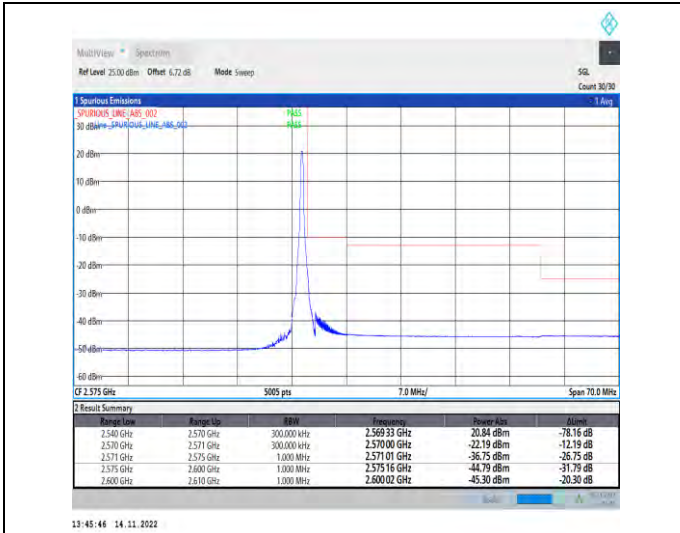 MultiView Spectrum
Ref Level 25.00 dBm Offset 6.72 dB Mode Sweep SGL
Count 30/30
1 Spurious Emissions 1 Avg
_SPURIOUS_LINE_ABS_002 PASS
30 dBm Line _SPURIOUS_LINE_ABS_002 PASS
20 dBm
10 dBm
0 dBm
-10 dBm
-20 dBm
-30 dBm
-40 dBm
-50 dBm
-60 dBm
CF 2.575 GHz 5005 pts 7.0 MHz/ Span 70.0 MHz
2 Result Summary
Range Low Range Up RBW Frequency Power Abs ΔLimit
2.540 GHz 2.570 GHz 300.000 kHz 2.569 33 GHz 20.84 dBm -78.16 dB
2.570 GHz 2.571 GHz 300.000 kHz 2.570 00 GHz -22.19 dBm -12.19 dB
2.571 GHz 2.575 GHz 1.000 MHz 2.571 01 GHz -36.75 dBm -26.75 dB
2.575 GHz 2.600 GHz 1.000 MHz 2.575 16 GHz -44.79 dBm -31.79 dB
2.600 GHz 2.610 GHz 1.000 MHz 2.600 02 GHz -45.30 dBm -20.30 dB
13:45:46 14.11.2022